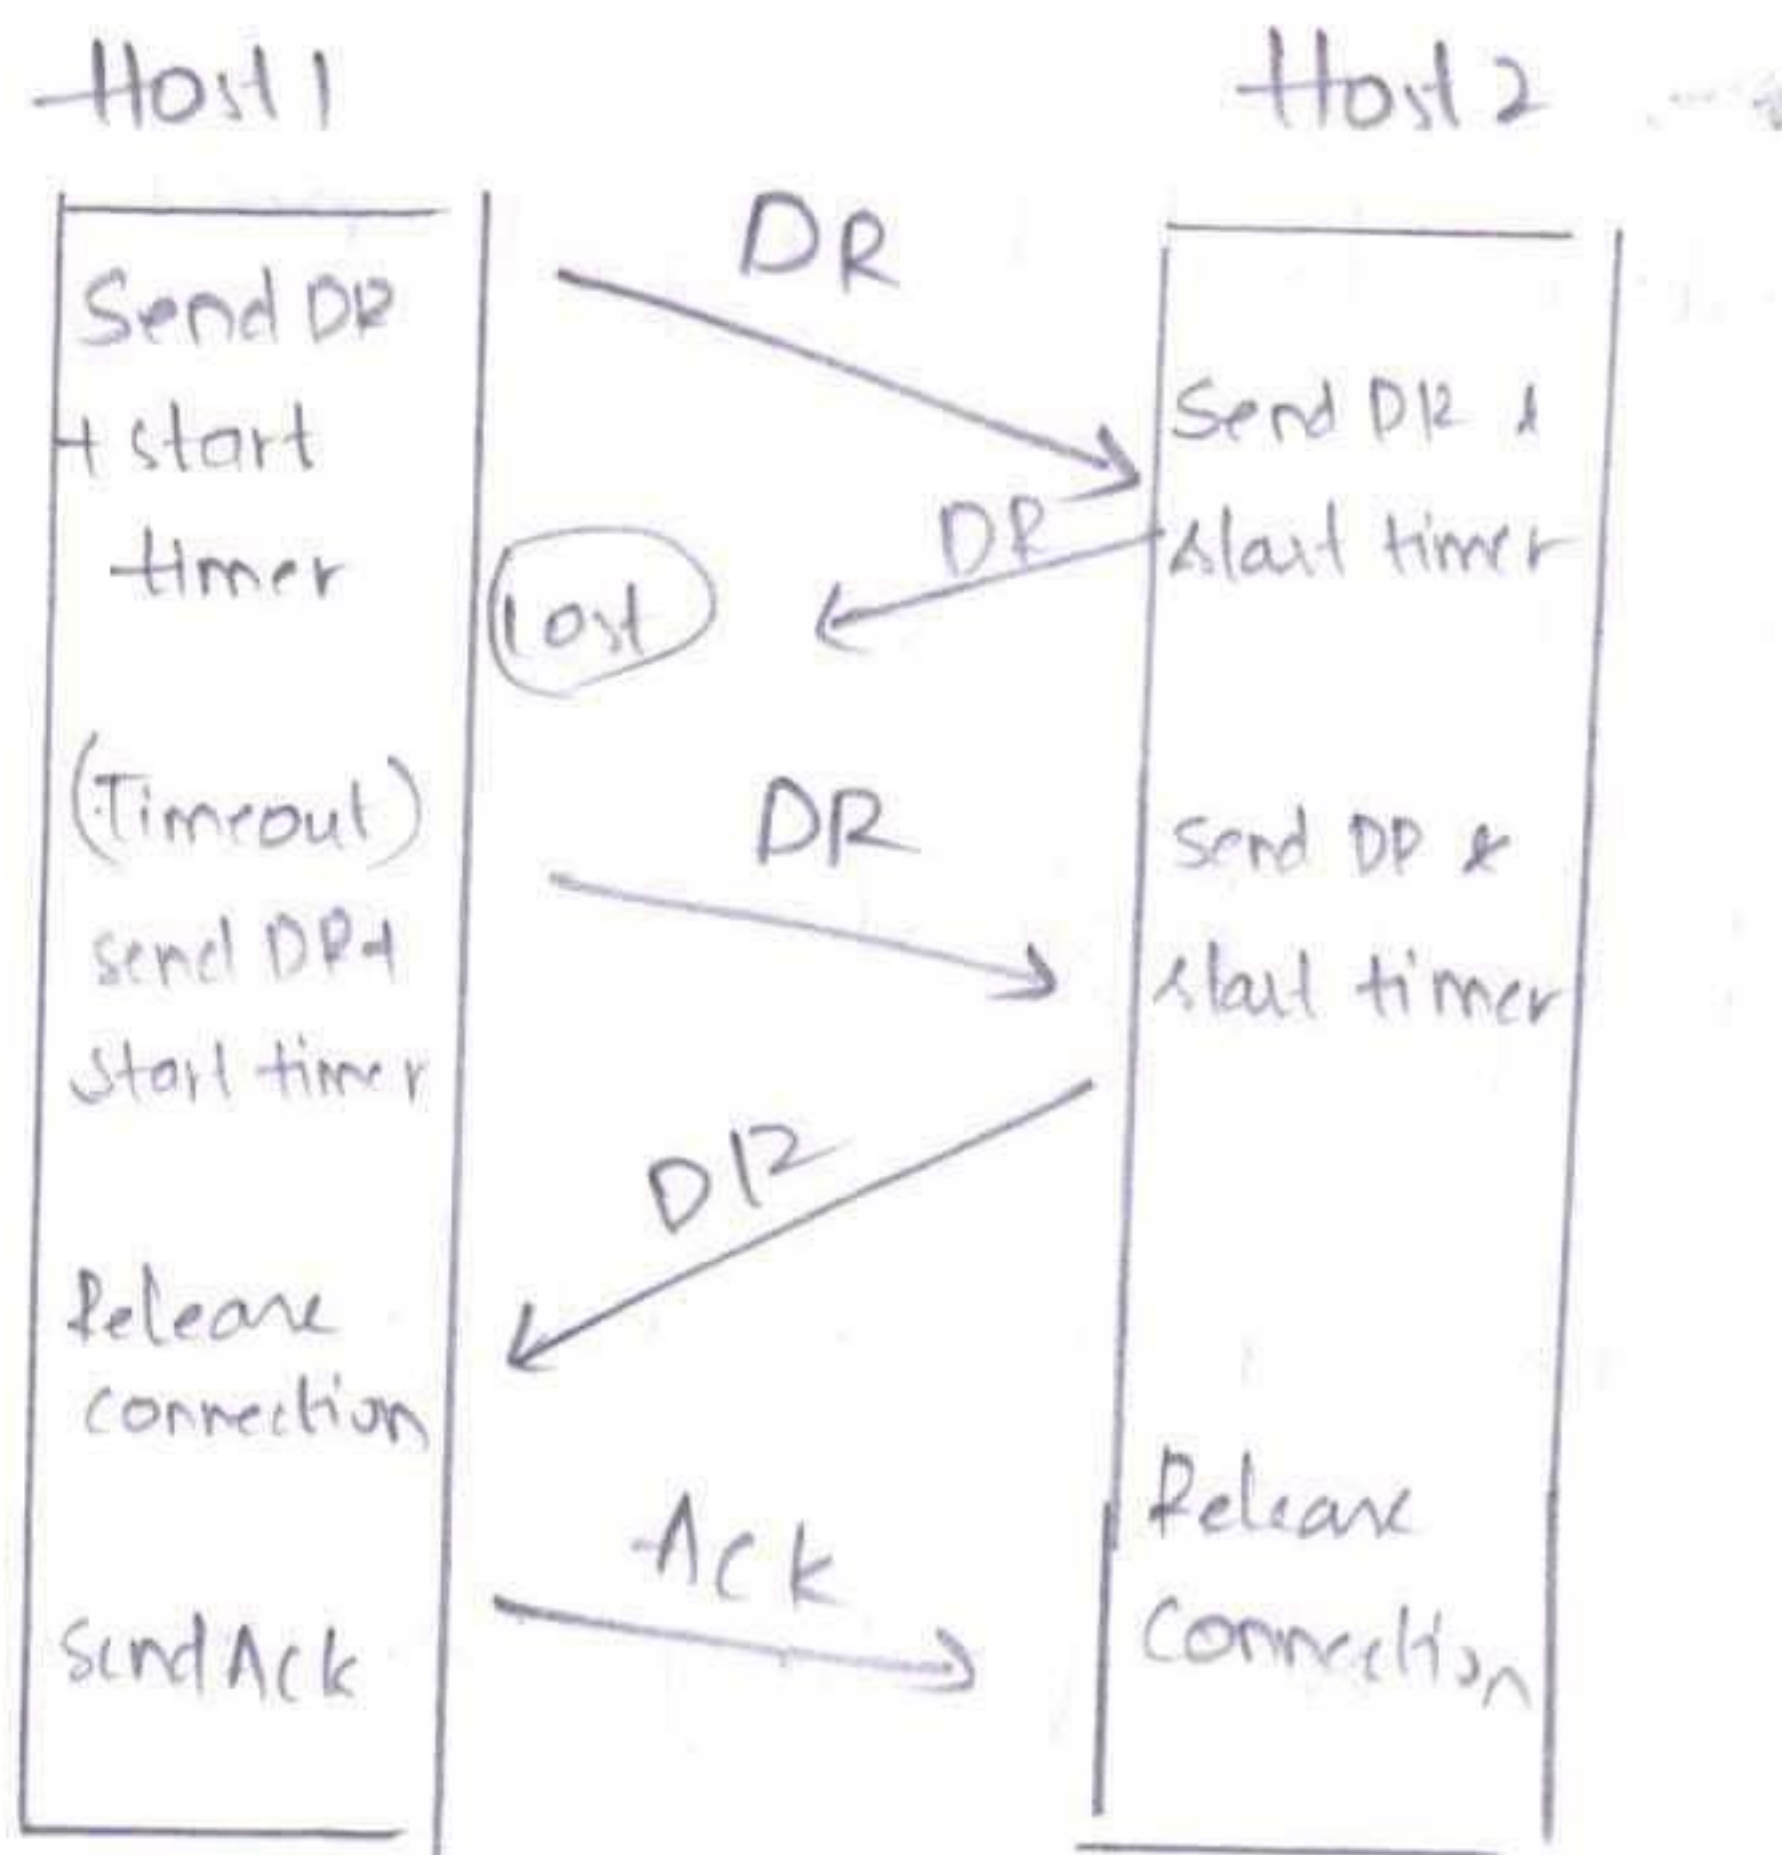 Host 1
Host 2
DR
Send DR
+ start
timer
Send DR &
start timer
DR
Lost
(Timeout)
send DR +
start timer
DR
Send DR &
start timer
DR
Release
connection
Ack
Send Ack
Release
Connection